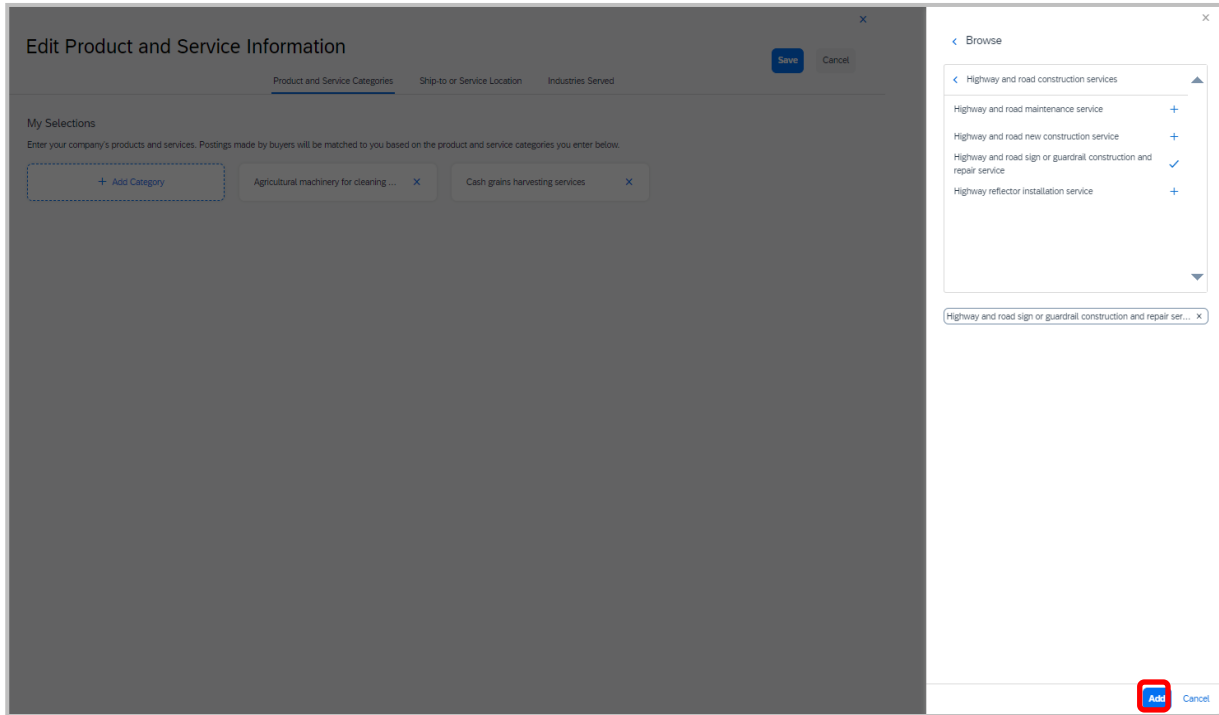 Edit Product and Service Information
Save
Cancel
Product and Service Categories
Ship-to or Service Location
Industries Served
My Selections
Enter your company's products and services. Postings made by buyers will be matched to you based on the product and service categories you enter below.
+ Add Category
Agricultural machinery for cleaning ...
Cash grains harvesting services
Browse
Highway and road construction services
Highway and road maintenance service
Highway and road new construction service
Highway and road sign or guardrail construction and
repair service
Highway reflector installation service
Highway and road sign or guardrail construction and repair ser... x
Add
Cancel